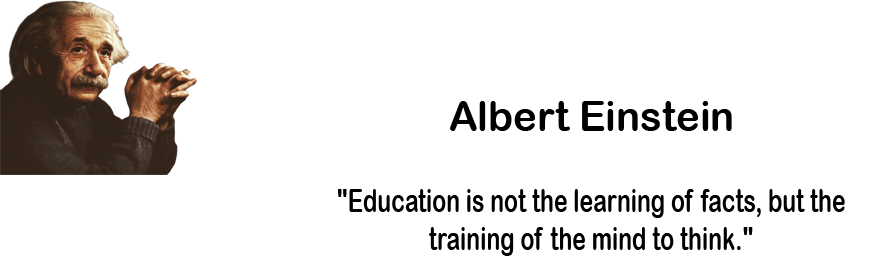 Albert Einstein
"Education is not the learning of facts, but the
training of the mind to think."